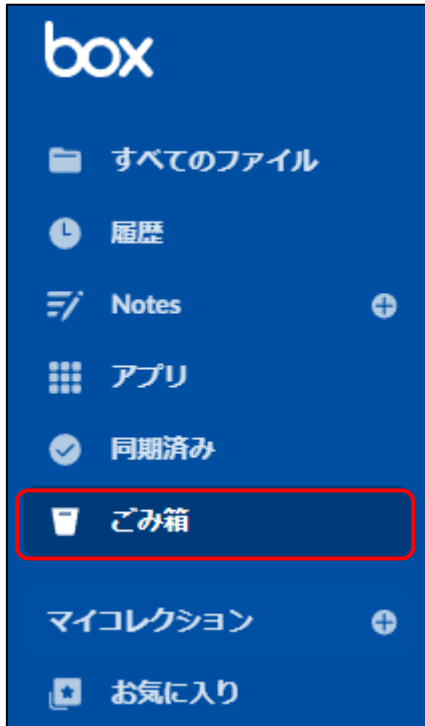 box
すべてのファイル
履歴
Notes
アプリ
同期済み
ごみ箱
マイコレクション
お気に入り